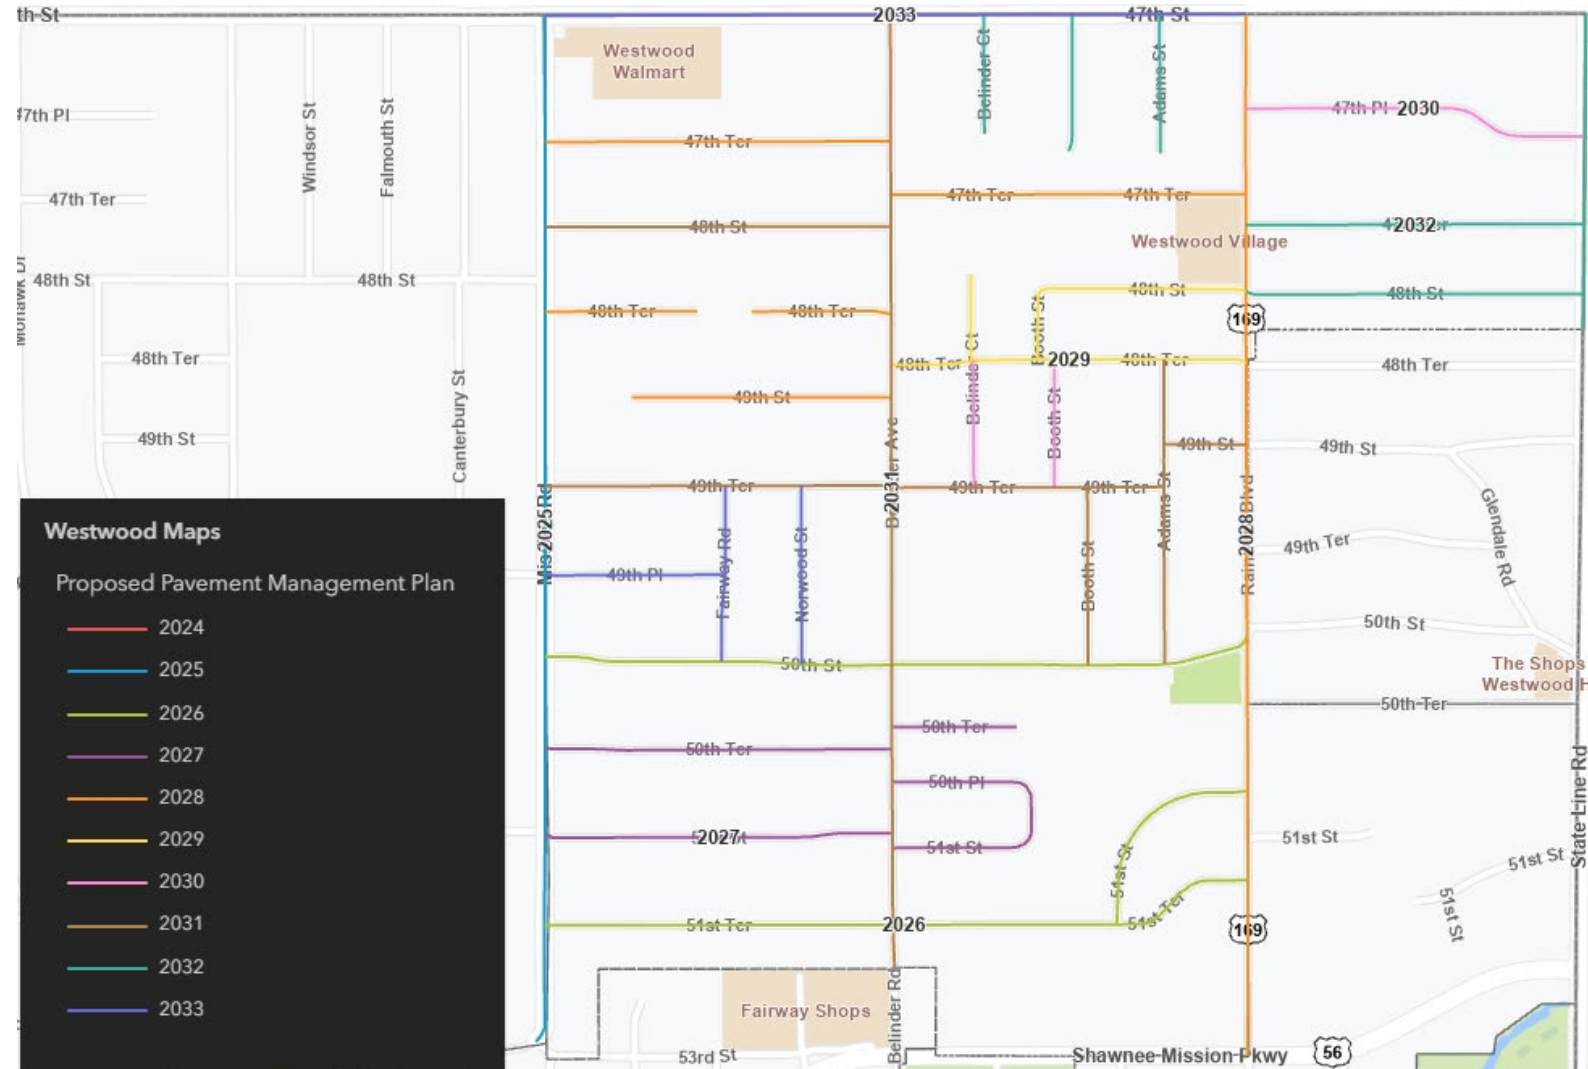 th St
2033
47th St
Westwood
Walmart
Belinder Ct
Adams St
47th Pl
47th Pl 2030
Windsor St
Falmouth St
47th Ter
47th Ter
47th Ter
47th Ter
48th St
2032
Westwood Village
Mohawk Dr
48th St
48th St
48th St
48th St
48th Ter
48th Ter
Booth St
169
48th Ter
48th Ter
Belinder Ct
2029
48th Ter
48th Ter
Canterbury St
49th St
Booth St
49th St
49th St
49th St
49th Ter
2031
49th Ter
49th Ter
Adams St
Glendale Rd
2025
Fairway Rd
Norwood St
Booth St
2028
49th Ter
49th Pl
50th St
50th St
The Shops
Westwood H
50th Ter
50th Ter
50th Ter
State Line Rd
50th Pl
2027
51st St
51st St
51st St
51st St
51st St
51st Ter
2026
51st Ter
169
Fairway Shops
Belinder Rd
53rd St
Shawnee Mission Pkwy
56
Westwood Maps
Proposed Pavement Management Plan
2024
2025
2026
2027
2028
2029
2030
2031
2032
2033